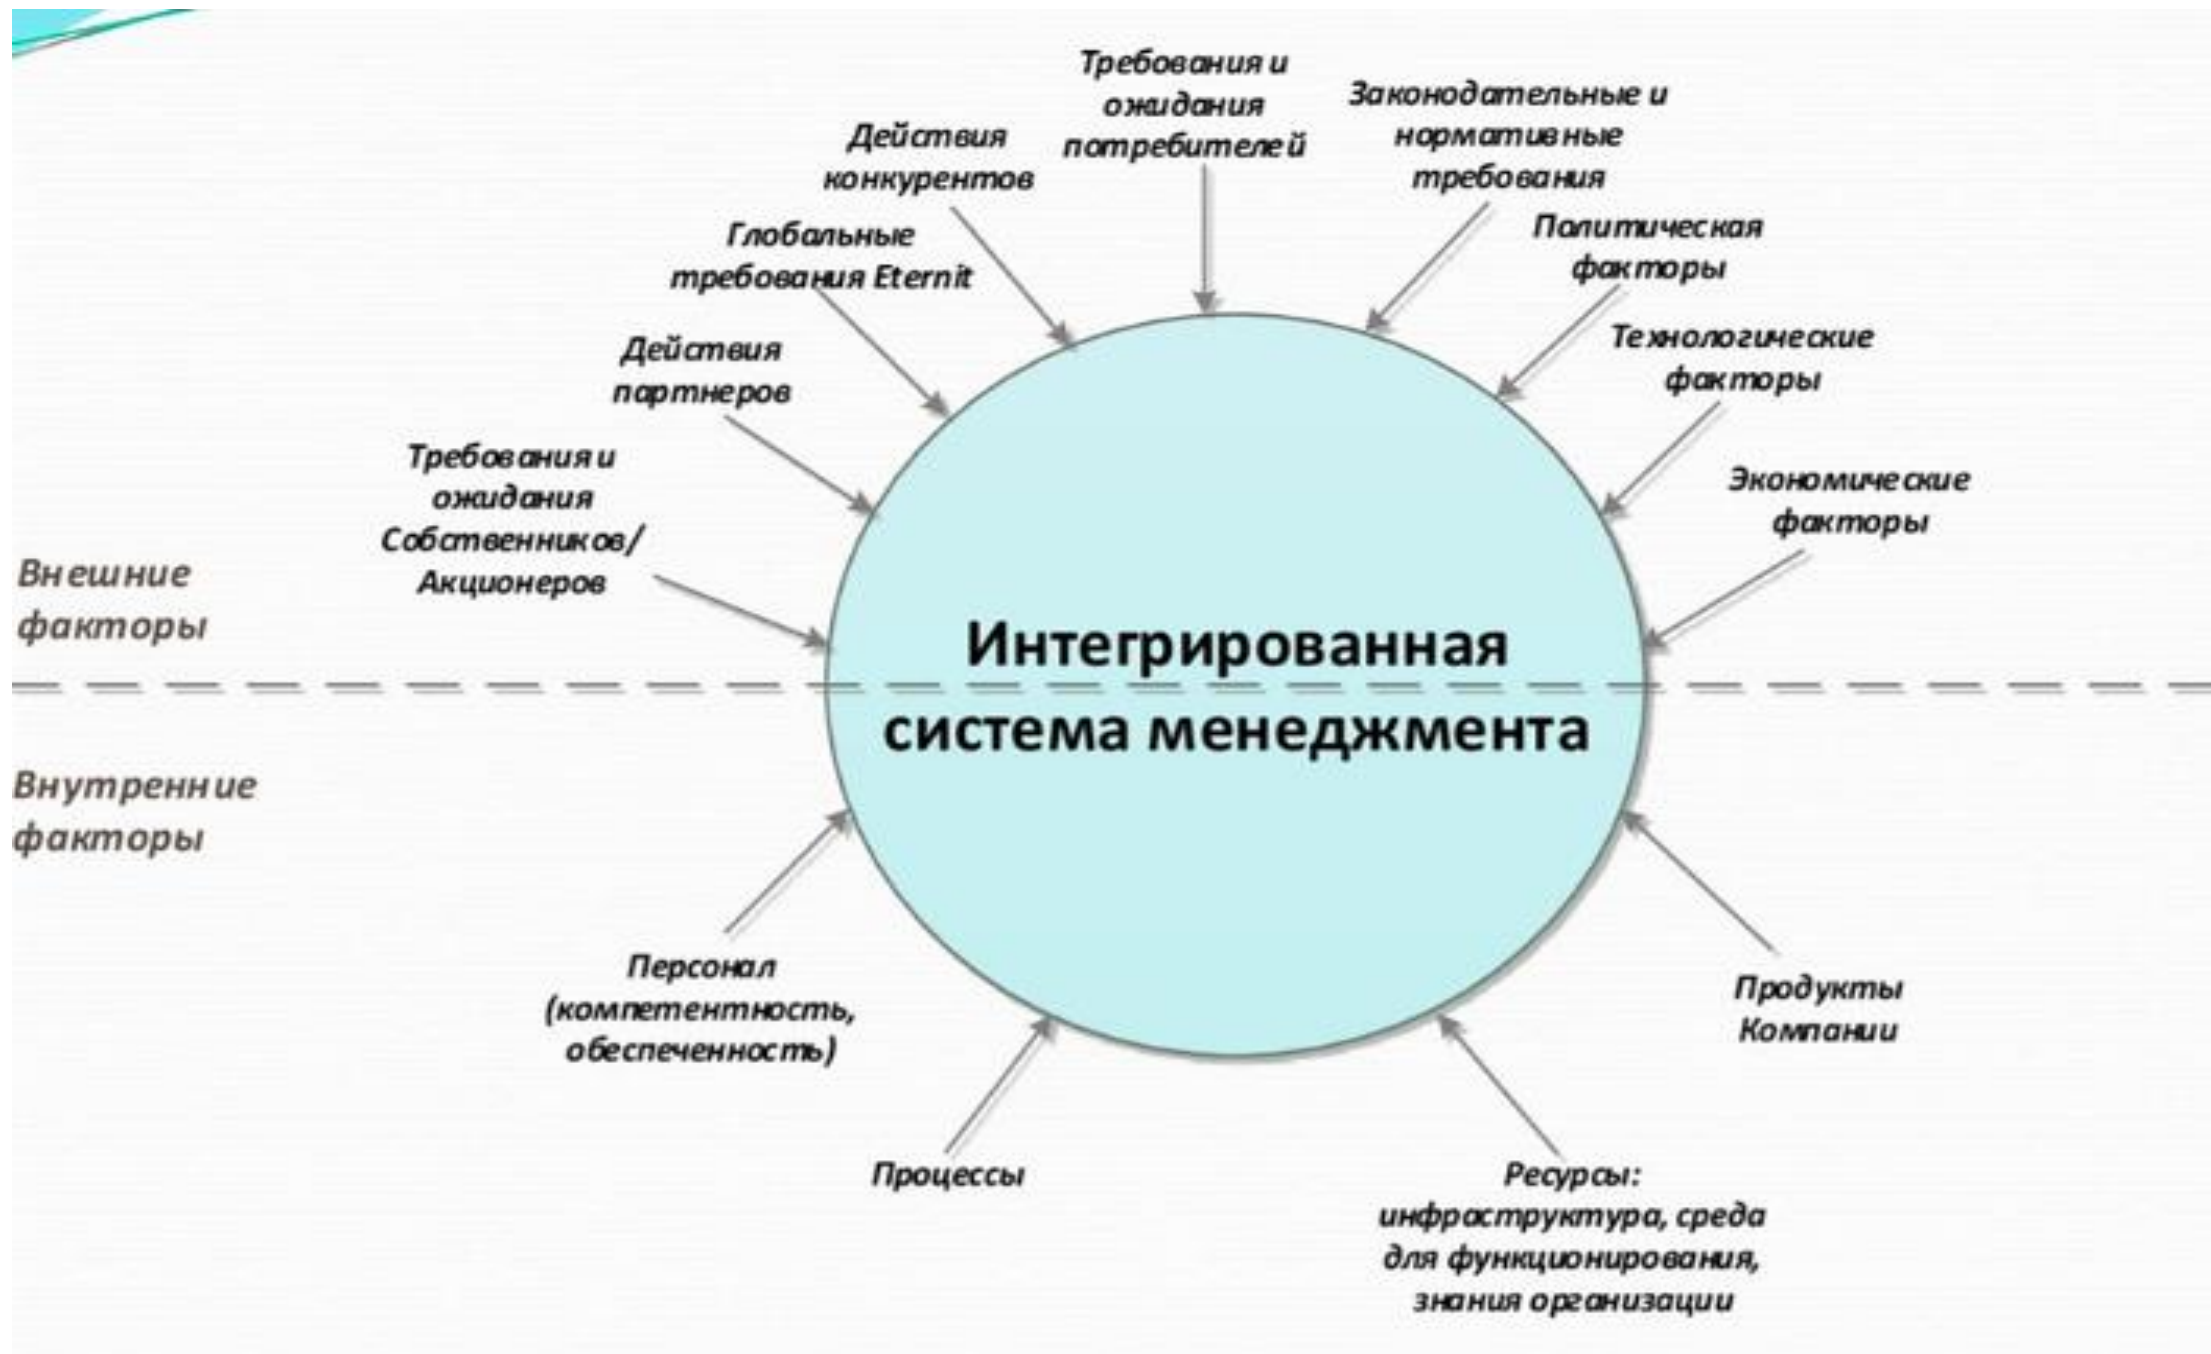 Требования и
ожидания
потребителей
Законодательные и
нормативные
требования
Действия
конкурентов
Политическая
факторы
Глобальные
требования Eternit
Технологические
факторы
Действия
партнеров
Экономические
факторы
Требования и
ожидания
Собственников/
Акционеров
Внешние
факторы
Интегрированная
система менеджмента
Внутренние
факторы
Персонал
(компетентность,
обеспеченность)
Продукты
Компании
Процессы
Ресурсы:
инфраструктура, среда
для функционирования,
знания организации